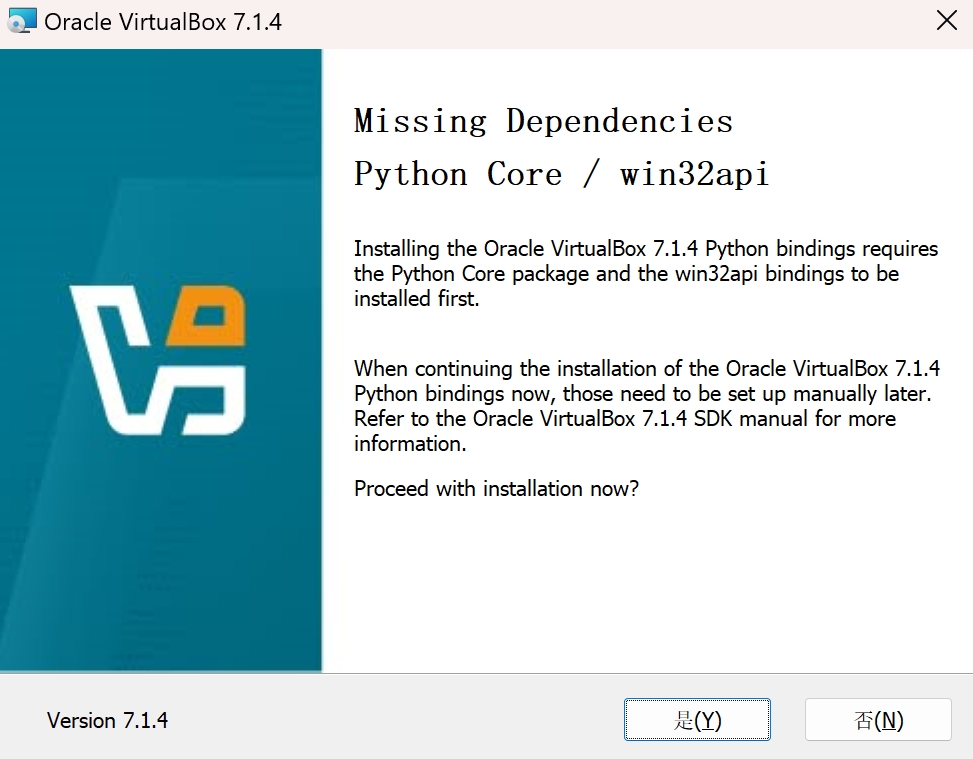 Oracle VirtualBox 7.1.4
Missing Dependencies
Python Core / win32api
Installing the Oracle VirtualBox 7.1.4 Python bindings requires
the Python Core package and the win32api bindings to be
installed first.
When continuing the installation of the Oracle VirtualBox 7.1.4
Python bindings now, those need to be set up manually later.
Refer to the Oracle VirtualBox 7.1.4 SDK manual for more
information.
Proceed with installation now?
Version 7.1.4
是(Y)
否(N)